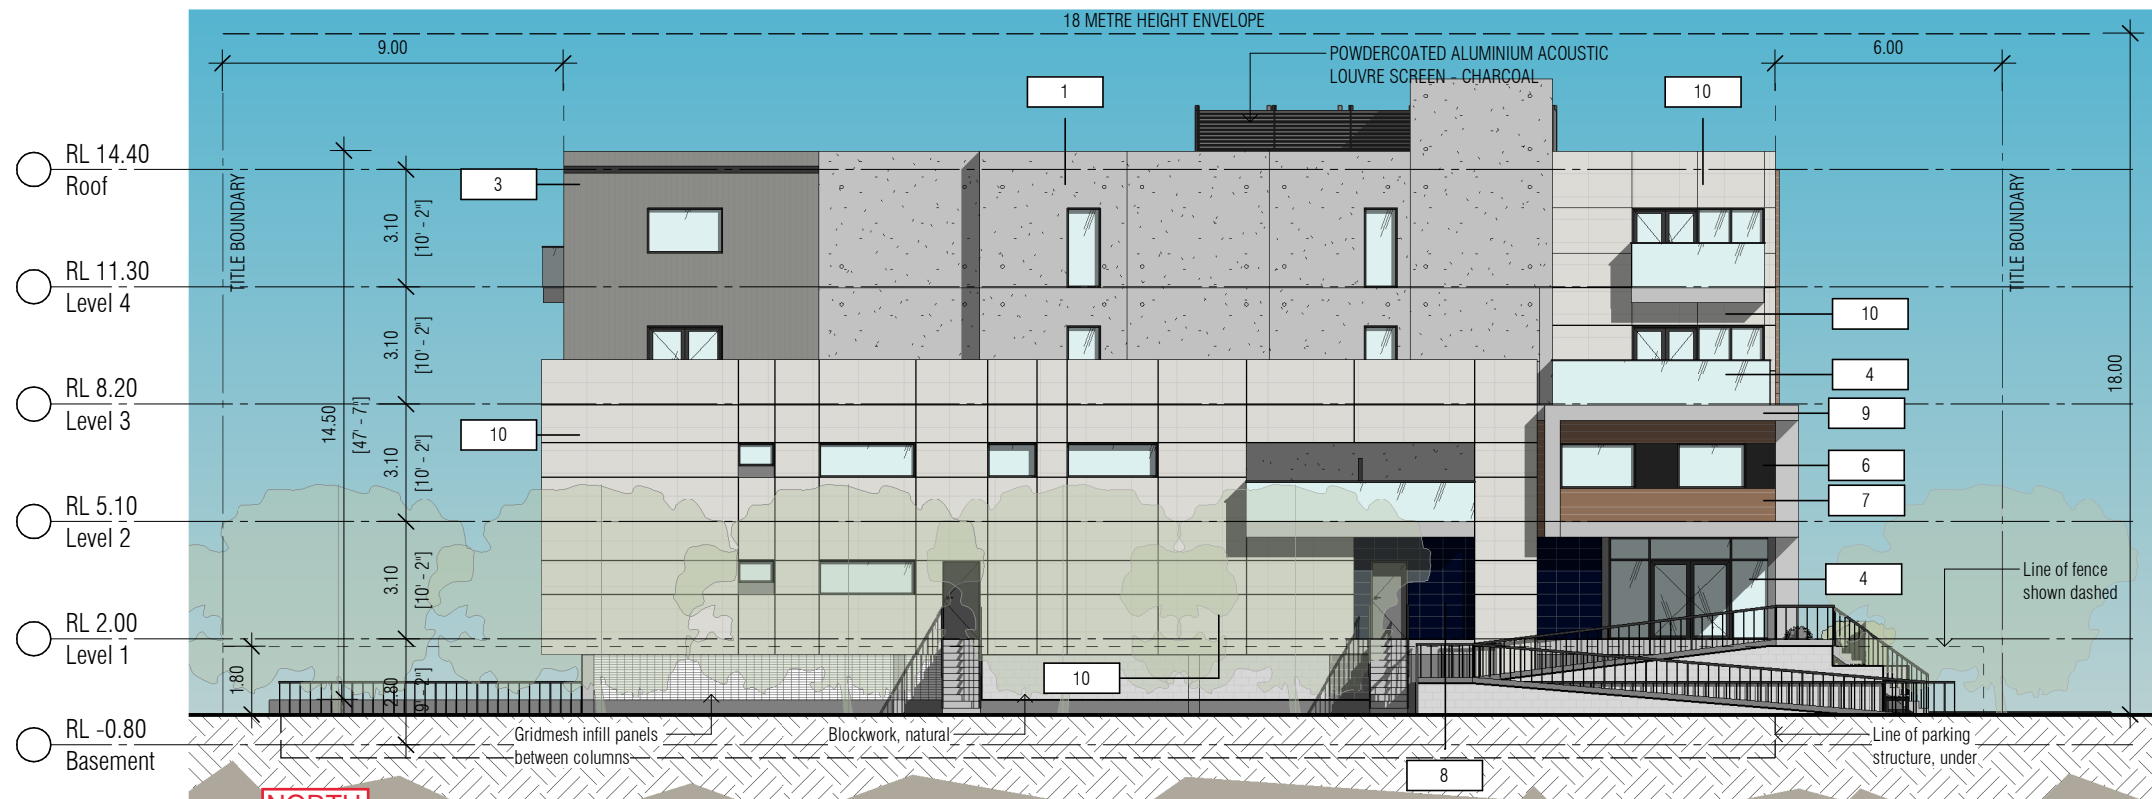 18 METRE HEIGHT ENVELOPE
9.00
6.00
POWDERCOATED ALUMINIUM ACOUSTIC
LOUVRE SCREEN - CHARCOAL
1
10
RL 14.40
Roof
3
TITLE BOUNDARY
TITLE BOUNDARY
3.10
[10' - 2"]
RL 11.30
Level 4
10
3.10
[10' - 2"]
4
18.00
RL 8.20
Level 3
9
14.50
[47' - 7"]
10
3.10
[10' - 2"]
6
7
RL 5.10
Level 2
3.10
[10' - 2"]
4
Line of fence
shown dashed
RL 2.00
Level 1
1.80
2.80
9' - 2"]
10
RL -0.80
Basement
Gridmesh infill panels
between columns
Blockwork, natural
Line of parking
structure, under
8
NORTH